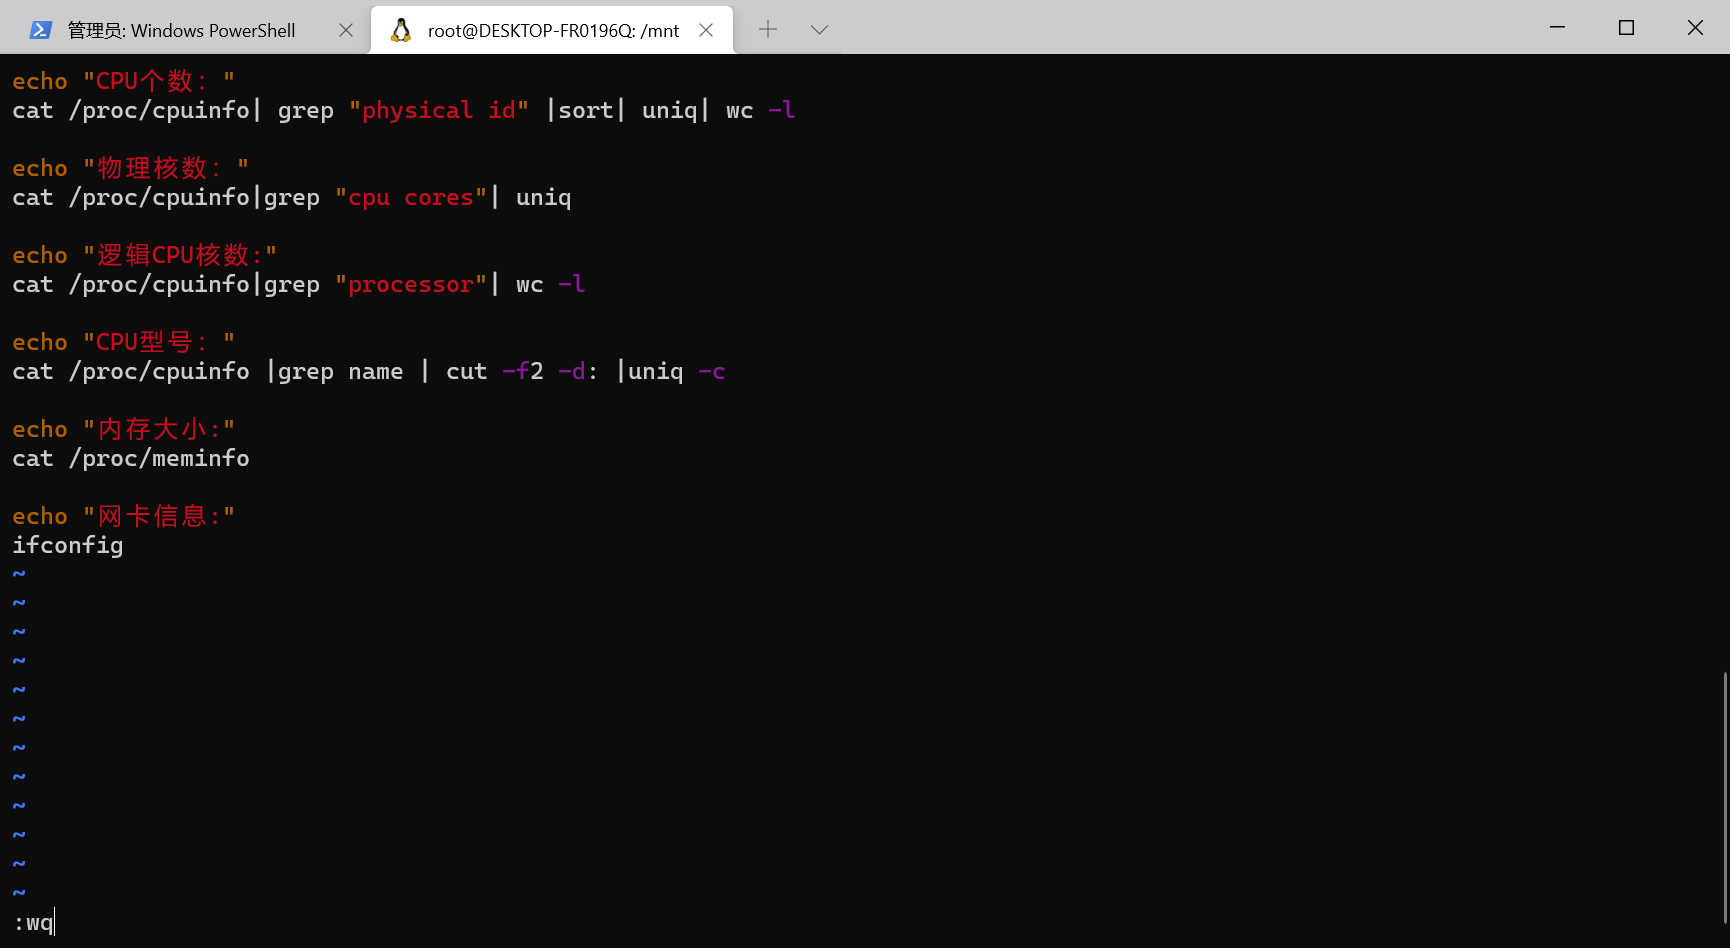 管理员: Windows PowerShell
root@DESKTOP-FR0196Q: /mnt
echo "CPU个数："
cat /proc/cpuinfo| grep "physical id" |sort| uniq| wc -l
echo "物理核数："
cat /proc/cpuinfo|grep "cpu cores"| uniq
echo "逻辑CPU核数:"
cat /proc/cpuinfo|grep "processor"| wc -l
echo "CPU型号："
cat /proc/cpuinfo |grep name | cut -f2 -d: |uniq -c
echo "内存大小:"
cat /proc/meminfo
echo "网卡信息:"
ifconfig
~
~
~
~
~
~
~
~
~
~
~
~
:wq